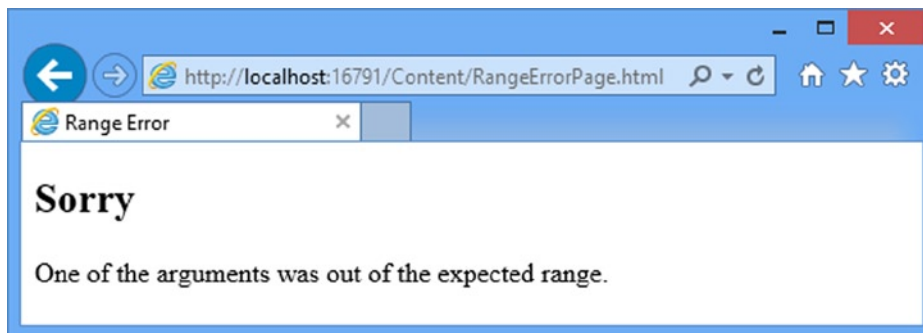 http://localhost:16791/Content/RangeErrorPage.html
Range Error
Sorry
One of the arguments was out of the expected range.